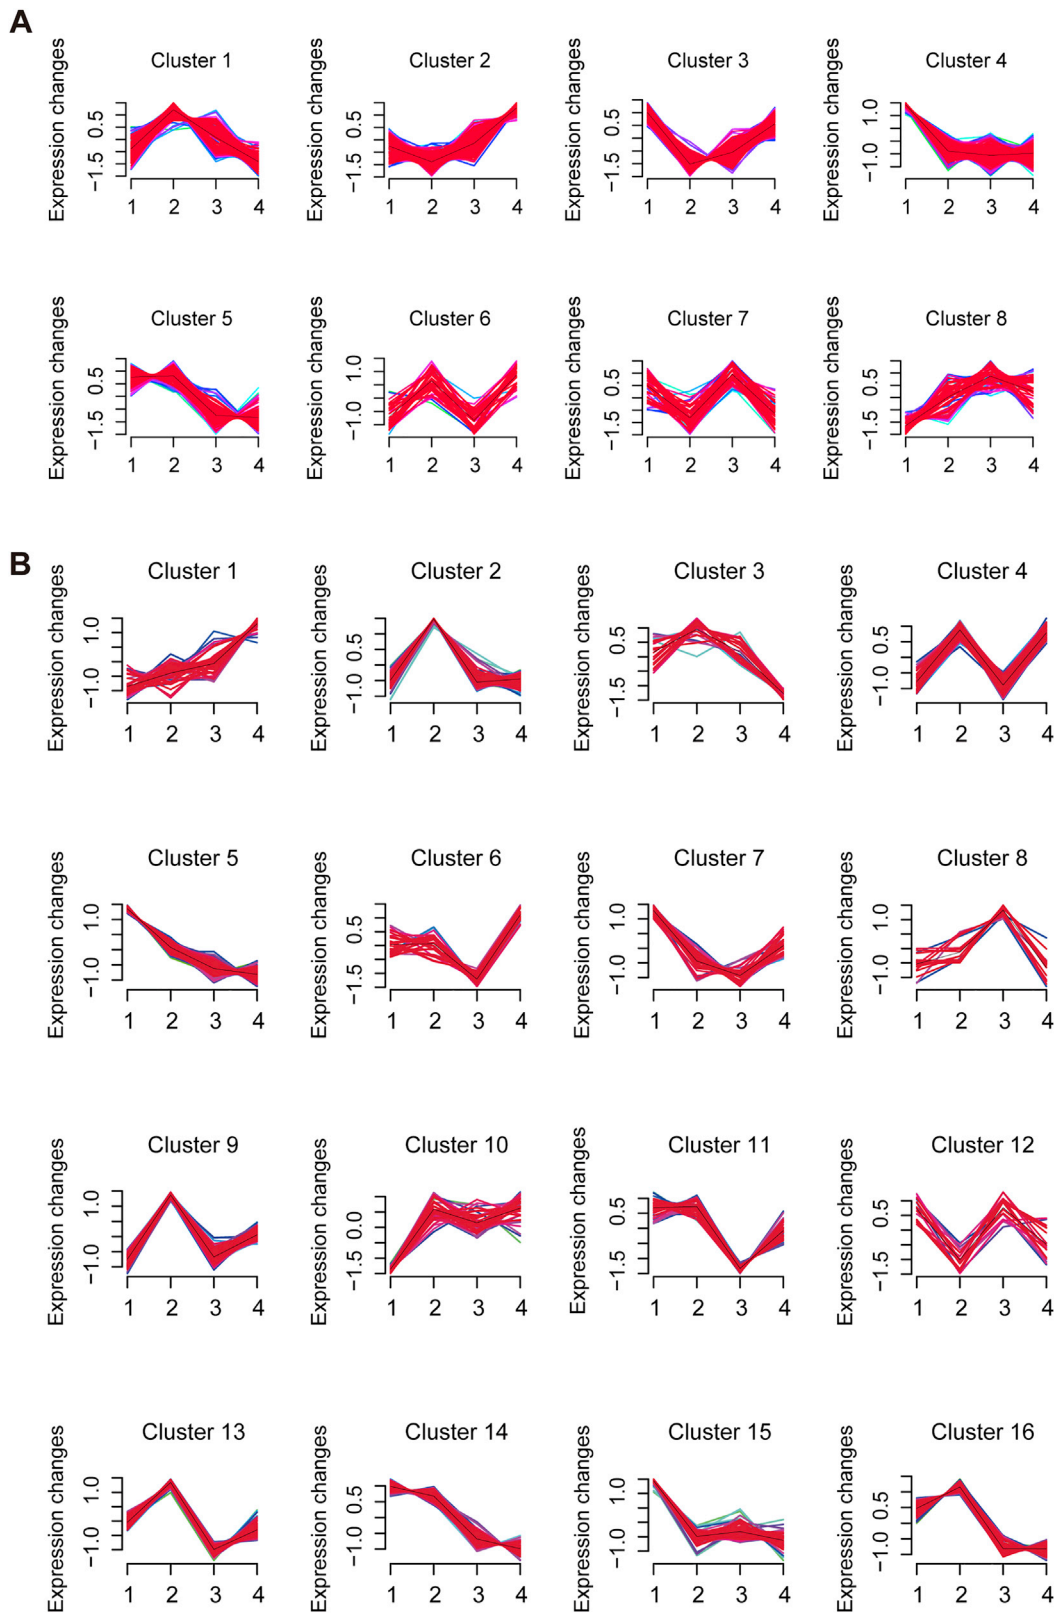 A
Cluster 1
Cluster 2
Cluster 3
Cluster 4
Expression changes
Expression changes
Expression changes
Expression changes
0.5
−1.5
0.5
−1.5
0.5
−1.5
1.0
−1.0
1 2 3 4
1 2 3 4
1 2 3 4
1 2 3 4
Cluster 5
Cluster 6
Cluster 7
Cluster 8
Expression changes
Expression changes
Expression changes
Expression changes
0.5
−1.5
1.0
−1.0
0.5
−1.5
0.5
−1.5
1 2 3 4
1 2 3 4
1 2 3 4
1 2 3 4
B
Cluster 1
Cluster 2
Cluster 3
Cluster 4
Expression changes
Expression changes
Expression changes
Expression changes
1.0
−1.0
0.5
−1.0
0.5
−1.5
0.5
−1.0
1 2 3 4
1 2 3 4
1 2 3 4
1 2 3 4
Cluster 5
Cluster 6
Cluster 7
Cluster 8
Expression changes
Expression changes
Expression changes
Expression changes
1.0
−1.0
0.5
−1.5
1.0
−1.0
1.0
−1.0
1 2 3 4
1 2 3 4
1 2 3 4
1 2 3 4
Cluster 9
Cluster 10
Cluster 11
Cluster 12
Expression changes
Expression changes
Expression changes
Expression changes
1.0
−1.0
0.0
−1.5
0.5
−1.5
0.5
−1.5
1 2 3 4
1 2 3 4
1 2 3 4
1 2 3 4
Cluster 13
Cluster 14
Cluster 15
Cluster 16
Expression changes
Expression changes
Expression changes
Expression changes
1.0
−1.0
0.5
−1.0
1.0
−1.0
0.5
−1.0
1 2 3 4
1 2 3 4
1 2 3 4
1 2 3 4